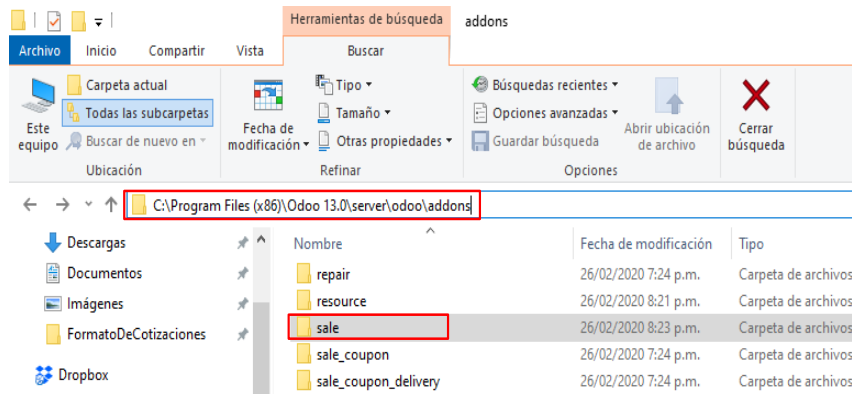 Herramientas de búsqueda addons
Archivo Inicio Compartir Vista Buscar
Este equipo
Carpeta actual
Todas las subcarpetas
Buscar de nuevo en
Ubicación
Fecha de modificación
Tipo
Tamaño
Otras propiedades
Refinar
Búsquedas recientes
Opciones avanzadas
Guardar búsqueda
Abrir ubicación de archivo
Opciones
Cerrar búsqueda
C:\Program Files (x86)\Odoo 13.0\server\odoo\addons
Descargas
Documentos
Imágenes
FormatoDeCotizaciones
Dropbox
Nombre Fecha de modificación Tipo
repair 26/02/2020 7:24 p.m. Carpeta de archivos
resource 26/02/2020 8:21 p.m. Carpeta de archivos
sale 26/02/2020 8:23 p.m. Carpeta de archivos
sale_coupon 26/02/2020 7:24 p.m. Carpeta de archivos
sale_coupon_delivery 26/02/2020 7:24 p.m. Carpeta de archivos